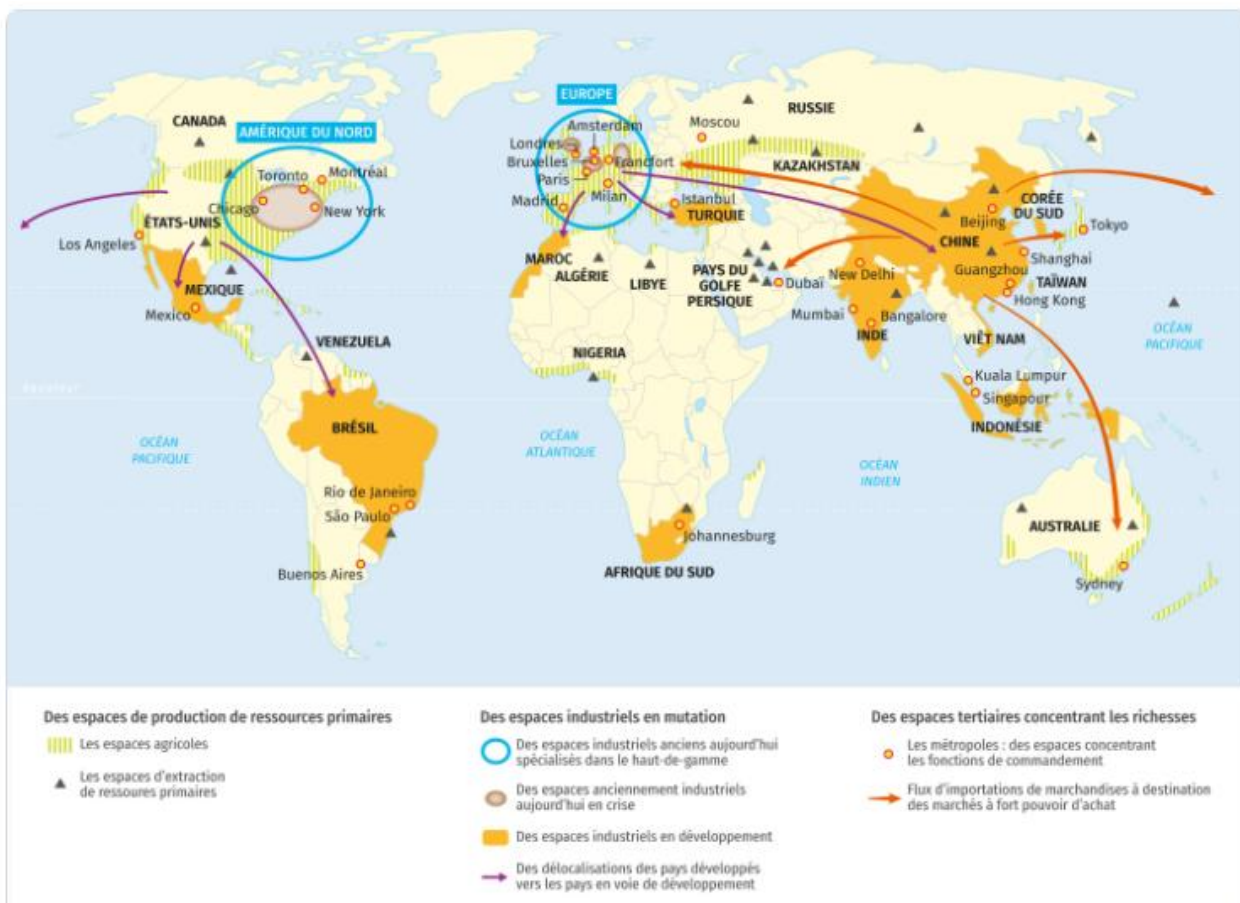 RUSSIE
EUROPE
CANADA
Moscou
AMÉRIQUE DU NORD
Amsterdam
Londres
Bruxelles
Francfort
KAZAKHSTAN
Paris
Toronto
Montréal
Chicago
New York
Madrid
Milan
Istanbul
TURQUIE
Beijing
CORÉE
DU SUD
ÉTATS-UNIS
Los Angeles
Tokyo
CHINE
MAROC
ALGÉRIE
LIBYE
PAYS DU
GOLFE
PERSIQUE
Dubaï
New Delhi
Shanghai
Guangzhou
TAÏWAN
Hong Kong
MEXIQUE
Mexico
Mumbai
Bangalore
INDE
VIÊT NAM
OCÉAN
PACIFIQUE
VENEZUELA
NIGERIA
Kuala Lumpur
Singapour
INDONÉSIE
BRÉSIL
OCÉAN
PACIFIQUE
OCÉAN
ATLANTIQUE
OCÉAN
INDIEN
Rio de Janeiro
São Paulo
Buenos Aires
Johannesburg
AFRIQUE DU SUD
AUSTRALIE
Sydney
Des espaces de production de ressources primaires
Les espaces agricoles
Les espaces d'extraction
de ressoures primaires
Des espaces industriels en mutation
Des espaces industriels anciens aujourd'hui
spécialisés dans le haut-de-gamme
Des espaces anciennement industriels
aujourd'hui en crise
Des espaces industriels en développement
Des délocalisations des pays développés
vers les pays en voie de développement
Des espaces tertiaires concentrant les richesses
Les métropoles : des espaces concentrant
les fonctions de commandement
Flux d'importations de marchandises à destination
des marchés à fort pouvoir d'achat